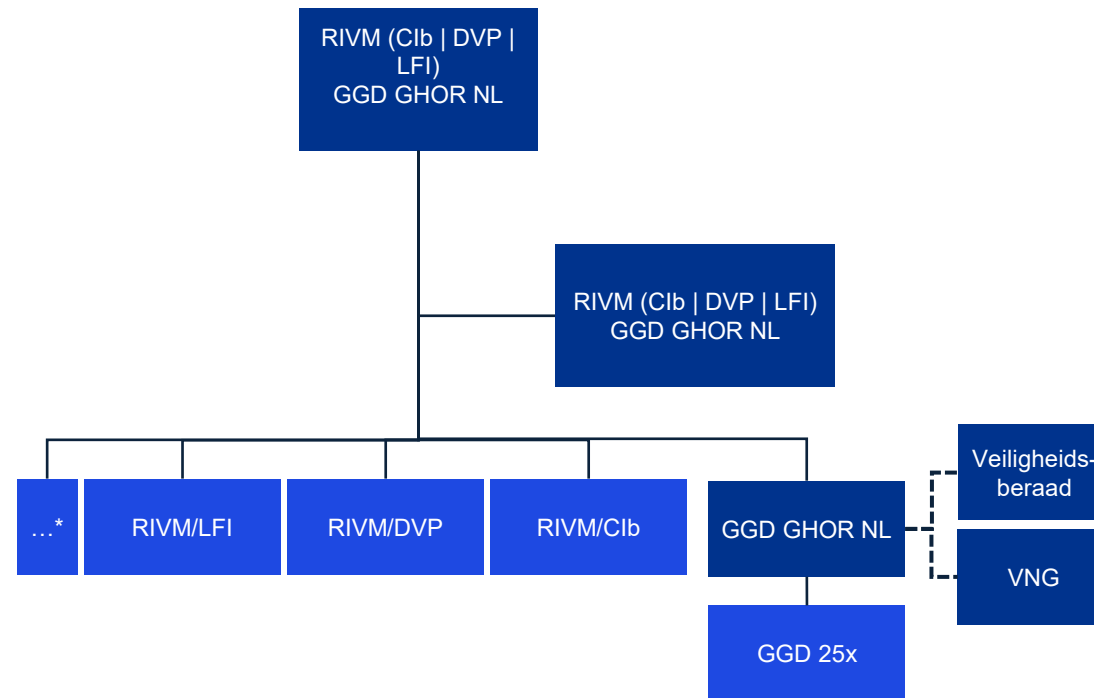 RIVM (CIb | DVP |
LFI)
GGD GHOR NL
RIVM (CIb | DVP | LFI)
GGD GHOR NL
…*
RIVM/LFI
RIVM/DVP
RIVM/CIb
GGD GHOR NL
Veiligheids-
beraad
VNG
GGD 25x